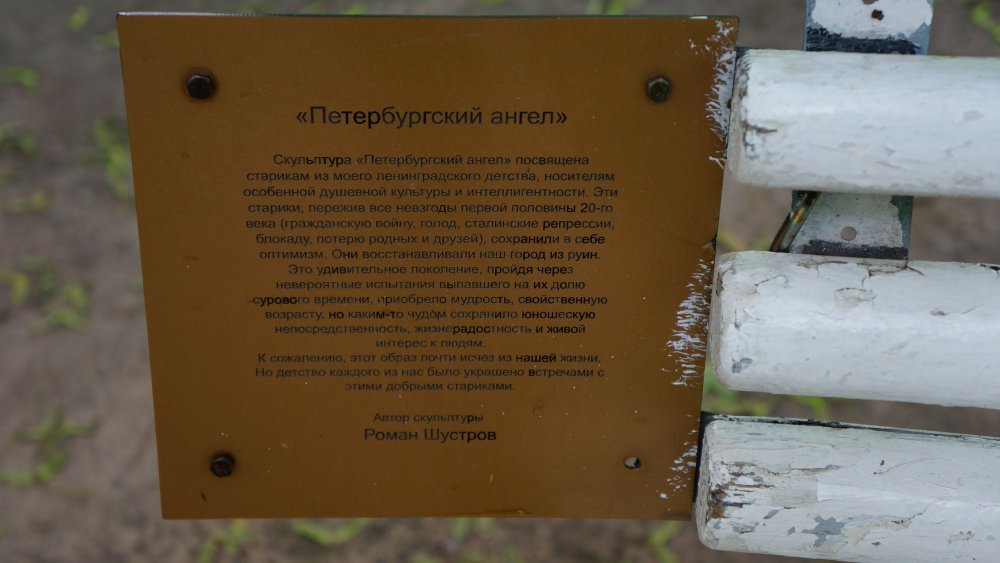 «Петербургский ангел»
Скульптура «Петербургский ангел» посвящена
старикам из моего ленинградского детства, носителям
особенной душевной культуры и интеллигентности. Эти
старики, пережив все невзгоды первой половины 20-го
века (гражданскую войну, голод, сталинские репрессии,
блокаду, потерю родных и друзей), сохранили в себе
оптимизм. Они восстанавливали наш город из руин.
Это удивительное поколение, пройдя через
невероятные испытания выпавшего на их долю
сурового времени, приобрело мудрость, свойственную
возрасту, но каким-то чудом сохранило юношескую
непосредственность, жизнерадостность и живой
интерес к людям.
К сожалению, этот образ почти исчез из нашей жизни.
Но детство каждого из нас было украшено встречами с
этими добрыми стариками.
Автор скульптуры
Роман Шустров